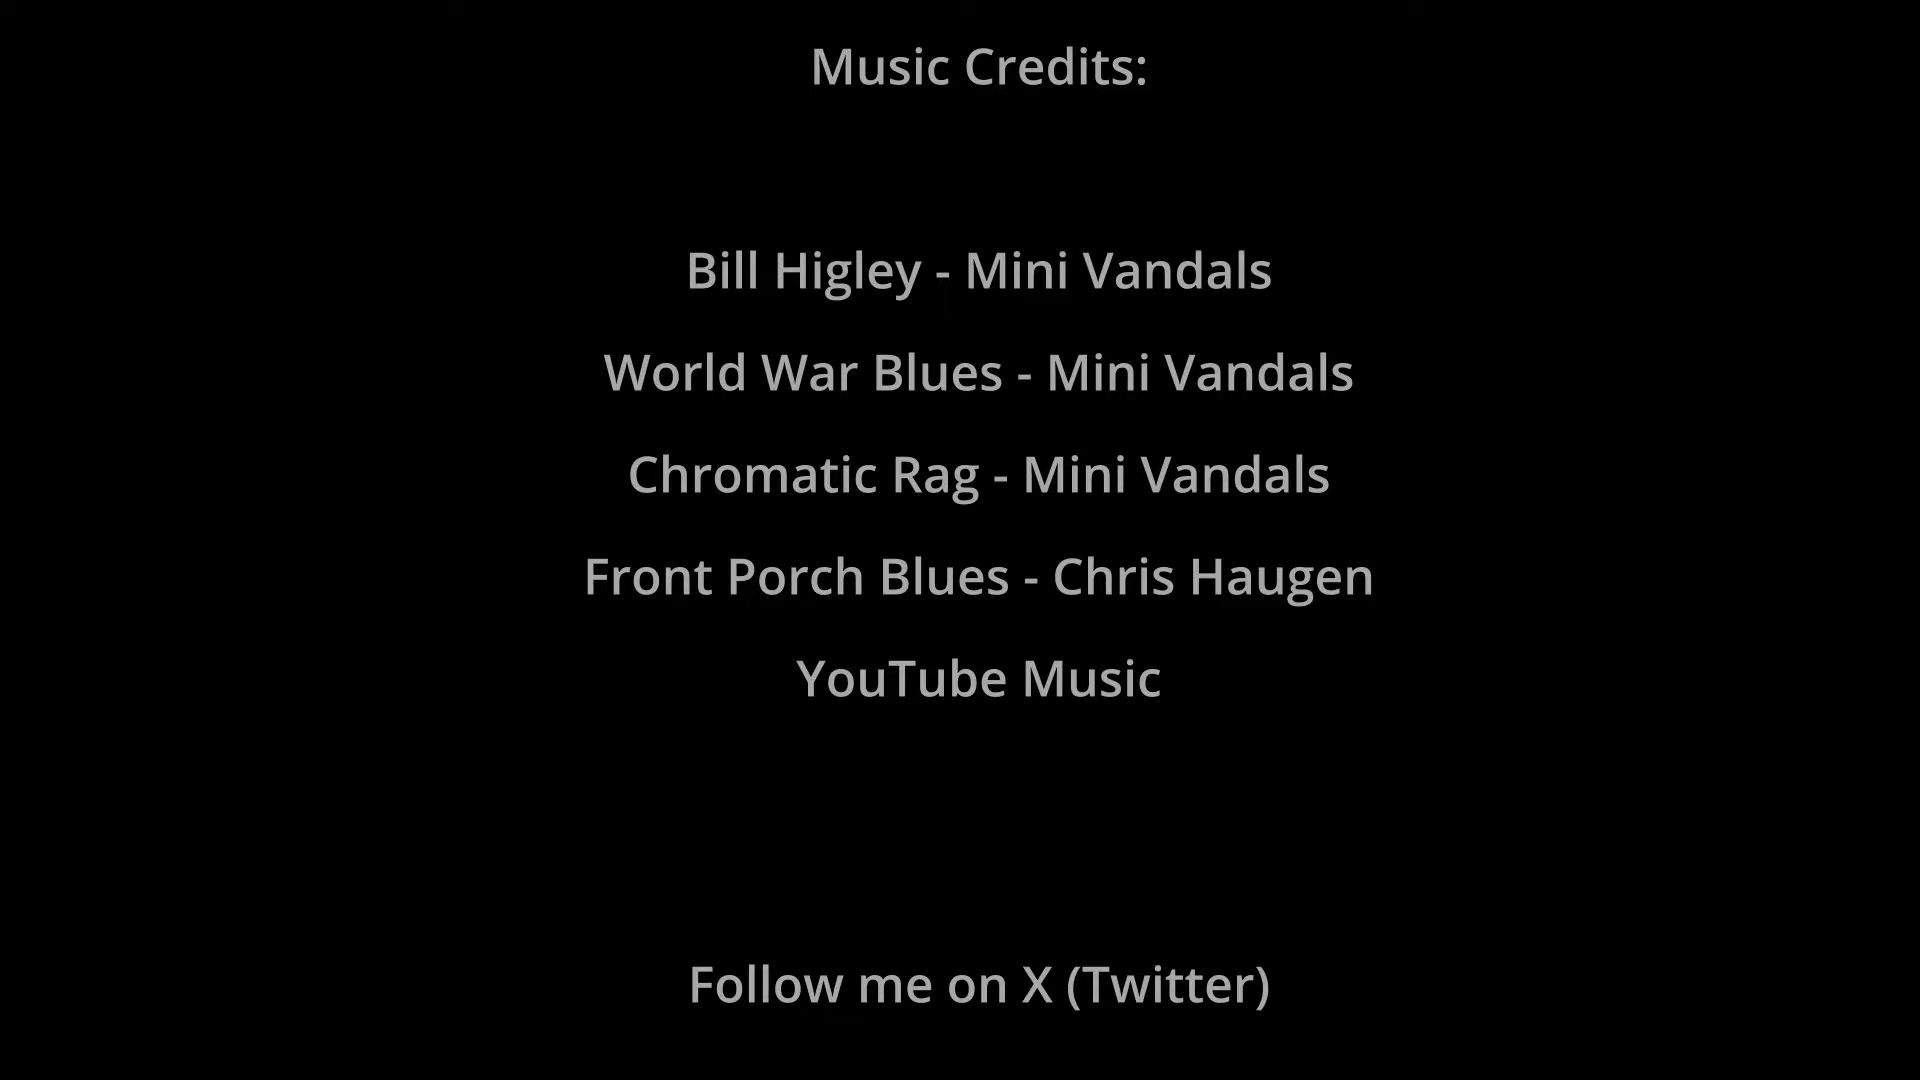 Music Credits:
Bill Higley - Mini Vandals
World War Blues - Mini Vandals
Chromatic Rag - Mini Vandals
Front Porch Blues - Chris Haugen
YouTube Music
Follow me on X (Twitter)